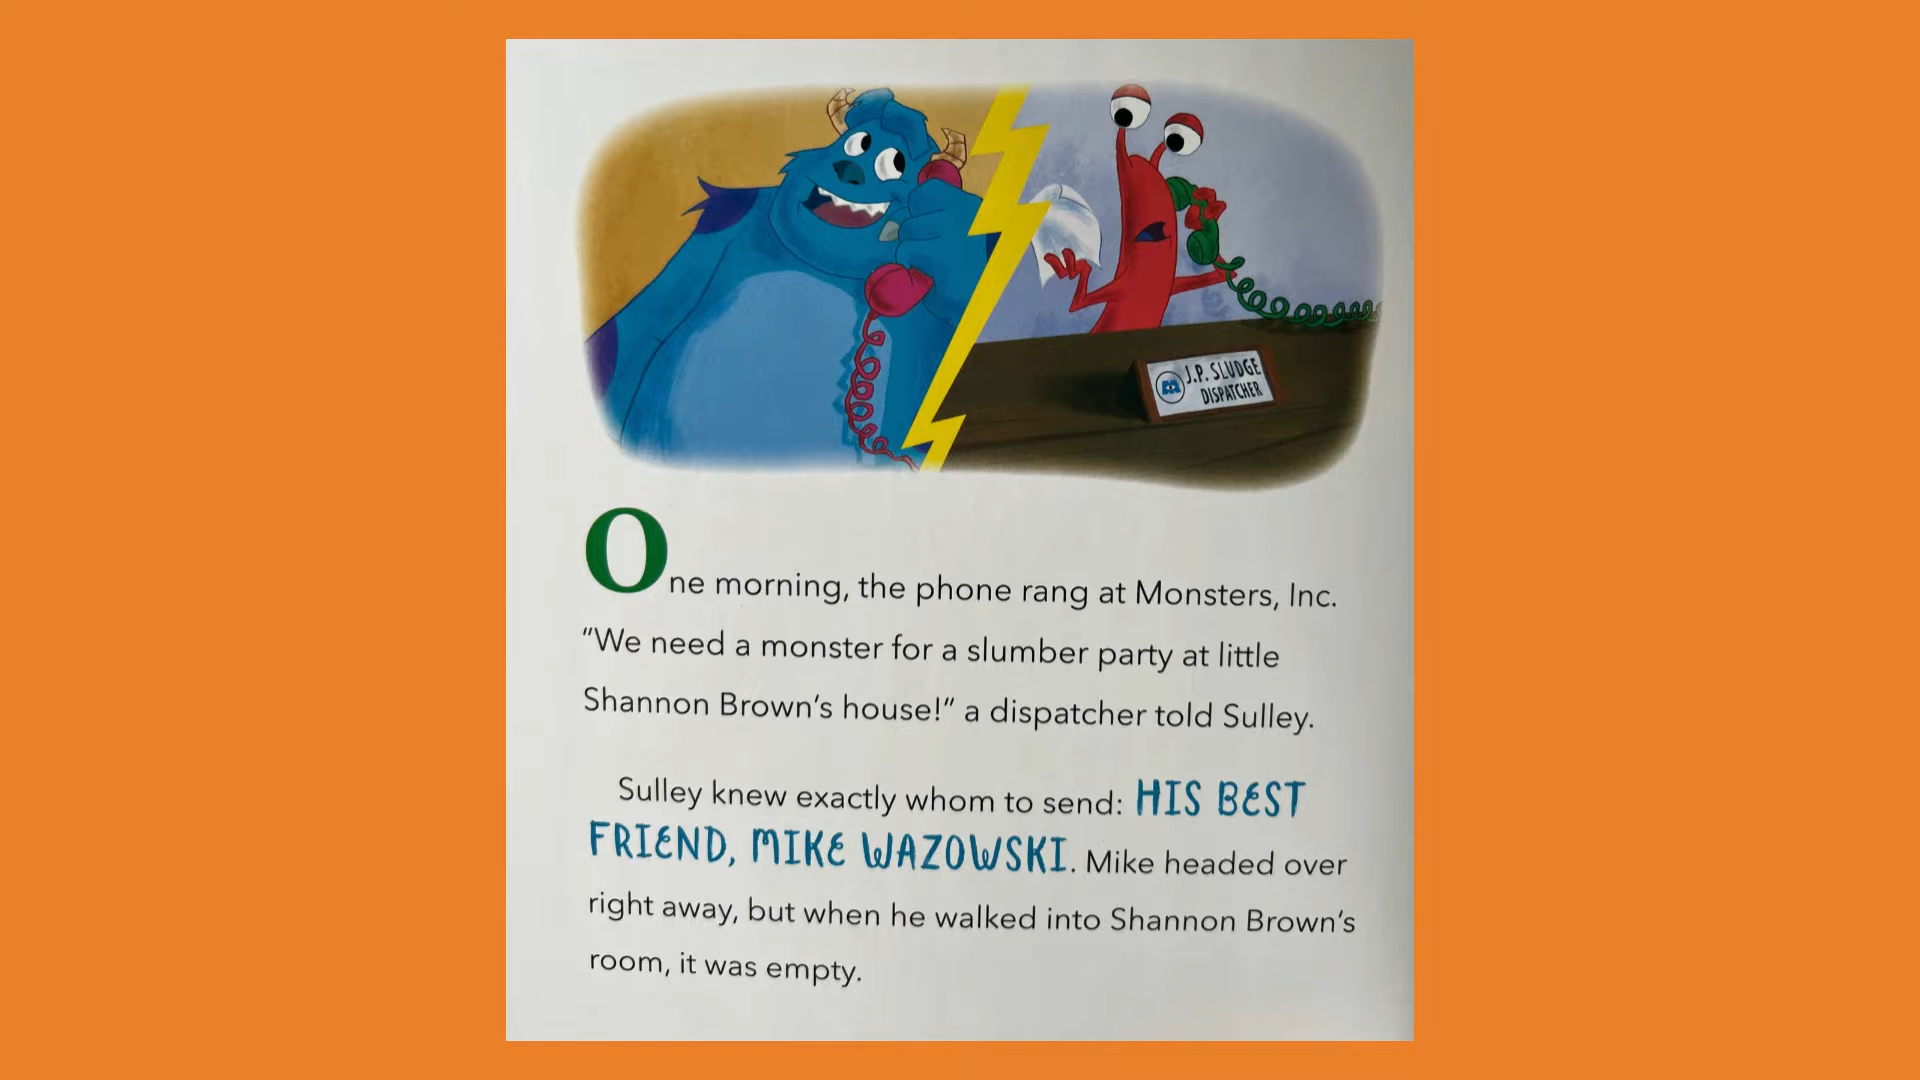 J.P. SLUDGE
DISPATCHER
One morning, the phone rang at Monsters, Inc.
“We need a monster for a slumber party at little
Shannon Brown’s house!” a dispatcher told Sulley.
Sulley knew exactly whom to send: HIS BEST
FRIEND, MIKE WAZOWSKI. Mike headed over
right away, but when he walked into Shannon Brown’s
room, it was empty.